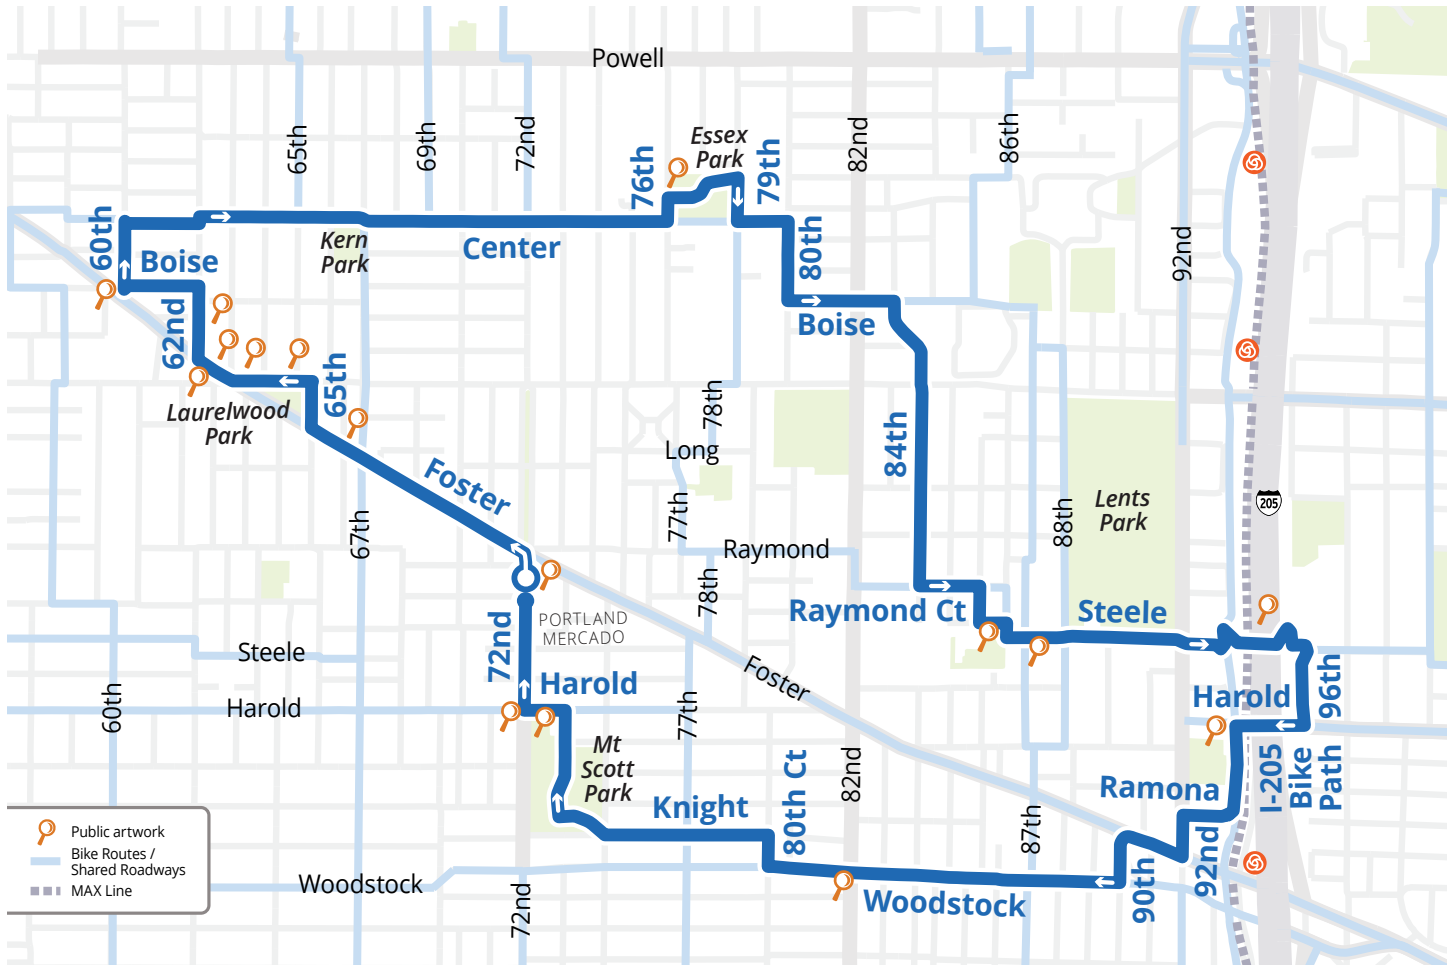 Powell
65th
69th
72nd
76th
Essex
Park
79th
82nd
86th
60th
Boise
Kern
Park
Center
80th
92nd
62nd
Boise
65th
Laurelwood
Park
78th
Long
84th
Foster
67th
77th
Raymond
88th
Lents
Park
205
78th
PORTLAND
MERCADO
Raymond Ct
Steele
72nd
Steele
Harold
Foster
96th
60th
Harold
77th
Harold
Mt
Scott
Park
80th Ct
82nd
Ramona
I-205
Bike
Path
Knight
87th
92nd
Public artwork
Bike Routes /
Shared Roadways
MAX Line
Woodstock
72nd
Woodstock
90th